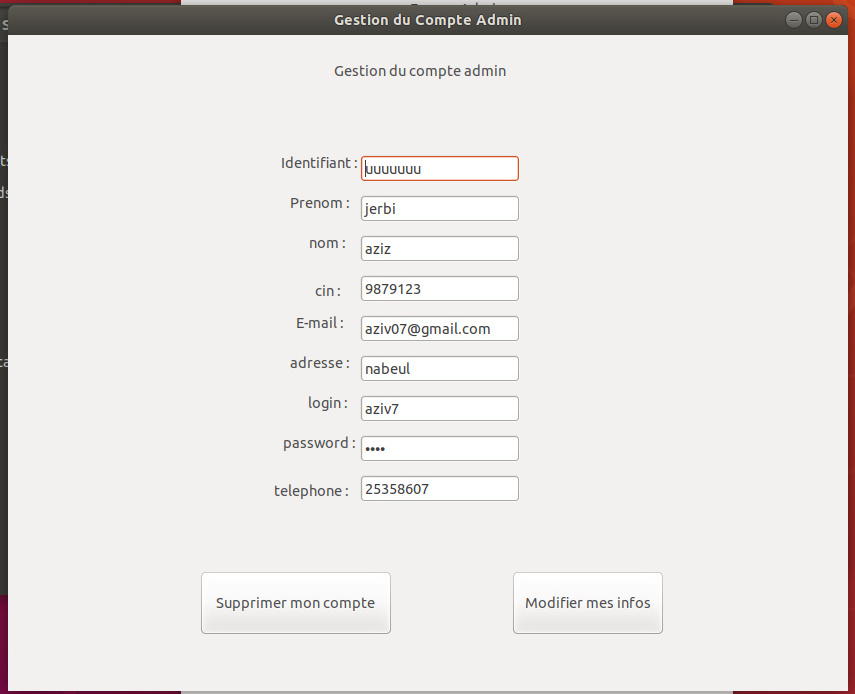 Gestion du Compte Admin
Gestion du compte admin
Identifiant : uuuuuuu
Prenom : jerbi
nom : aziz
cin : 9879123
E-mail : aziv07@gmail.com
adresse : nabeul
login : aziv7
password : ••••
telephone : 25358607
Supprimer mon compte Modifier mes infos